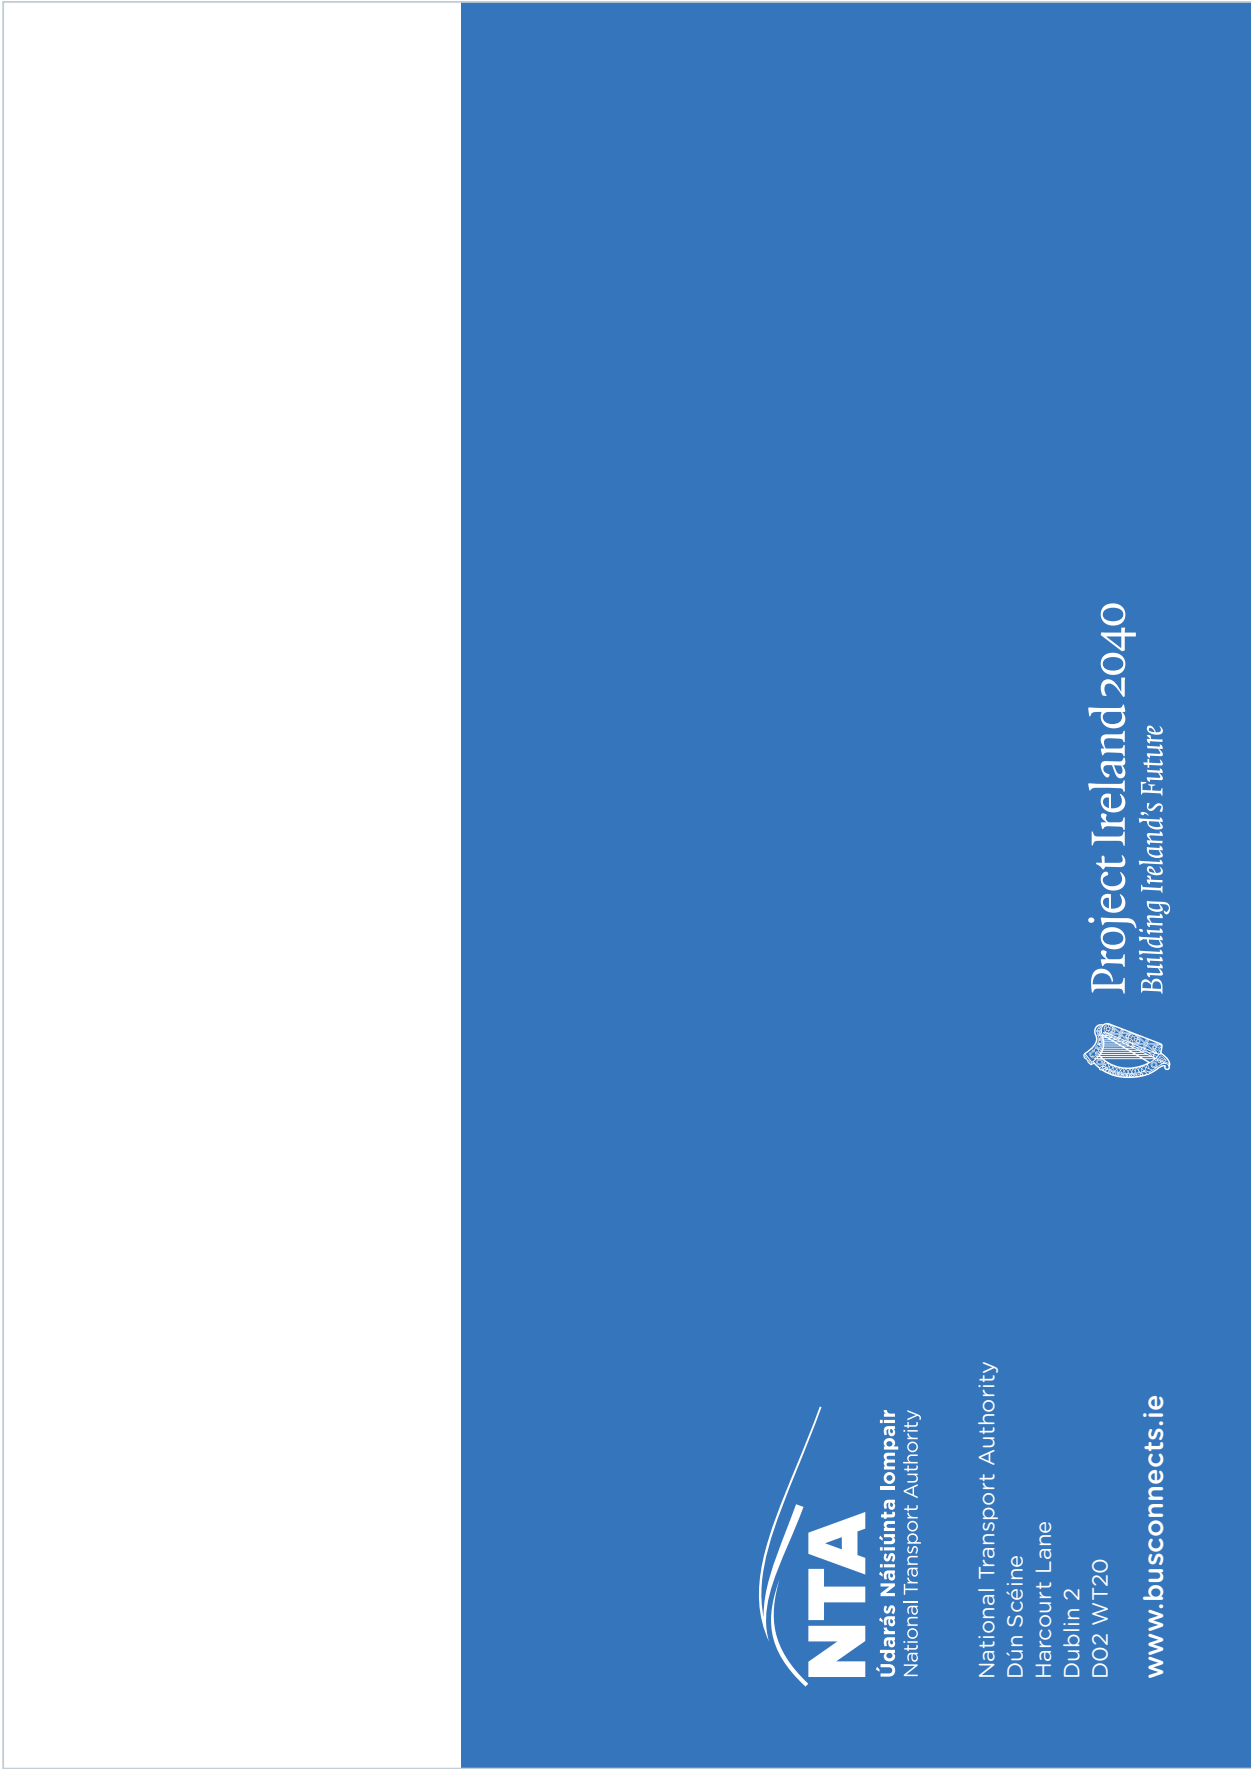 NTA
Údarás Náisiúnta Iompair
National Transport Authority
National Transport Authority
Dún Scéine
Harcourt Lane
Dublin 2
D02 WT20
www.busconnects.ie
Project Ireland 2040
Building Ireland's Future